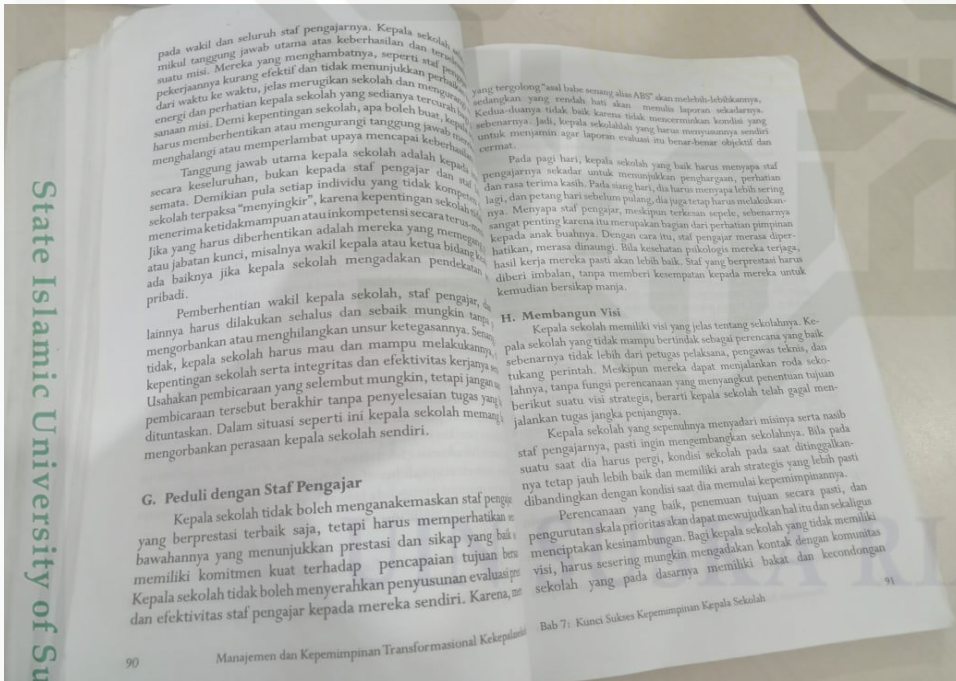 State Islamic University of Su
pada wakil dan seluruh staf pengajarnya. Kepala sekolah
mikul tanggung jawab utama atas keberhasilan dan
suatu misi. Mereka yang menghambatnya, seperti staf
pekerjaannya kurang efektif dan tidak menunjukkan
dari waktu ke waktu, jelas merugikan sekolah dan
energi dan perhatian kepala sekolah yang sedianya tercurah
sanaan misi. Demi kepentingan sekolah, apa boleh buat,
harus memberhentikan atau mengurangi tanggung jawab
menghalangi atau memperlambat upaya mencapai
Tanggung jawab utama kepala sekolah adalah kepada
secara keseluruhan, bukan kepada staf pengajar dan staf
semata. Demikian pula setiap individu yang tidak kompeten
sekolah terpaksa "menyingkir", karena kepentingan sekolah
menerima ketidakmampuan atau inkompetensi secara
Jika yang harus diberhentikan adalah mereka yang
atau jabatan kunci, misalnya wakil kepala atau ketua bidang
ada baiknya jika kepala sekolah mengadakan pendekatan
pribadi.
Pemberhentian wakil kepala sekolah, staf pengajar,
lainnya harus dilakukan sehalus dan sebaik mungkin tanpa
mengorbankan atau menghilangkan unsur ketegasannya.
tidak, kepala sekolah harus mau dan mampu melakukannya,
kepentingan sekolah serta integritas dan efektivitas kerjanya
Usahakan pembicaraan yang selembut mungkin, tetapi jangan
pembicaraan tersebut berakhir tanpa penyelesaian tugas yang
dituntaskan. Dalam situasi seperti ini kepala sekolah memang
mengorbankan perasaan kepala sekolah sendiri.
G. Peduli dengan Staf Pengajar
Kepala sekolah tidak boleh menganakemaskan staf
yang berprestasi terbaik saja, tetapi harus memperhatikan
bawahannya yang menunjukkan prestasi dan sikap yang baik
memiliki komitmen kuat terhadap pencapaian tujuan
Kepala sekolah tidak boleh menyerahkan penyusunan evaluasi
dan efektivitas staf pengajar kepada mereka sendiri. Karena,
90 Manajemen dan Kepemimpinan Transformasional
yang tergolong "asal babe senang alias ABS" akan melebih-lebihkannya,
sedangkan yang rendah hati akan menulis laporan sekadarnya.
Kedua-duanya tidak baik karena tidak mencerminkan kondisi yang
sebenarnya. Jadi, kepala sekolahlah yang harus menyusunnya sendiri
untuk menjamin agar laporan evaluasi itu benar-benar objektif dan
cermat.
Pada pagi hari, kepala sekolah yang baik harus menyapa staf
pengajarnya sekadar untuk menunjukkan penghargaan, perhatian
dan rasa terima kasih. Pada siang hari, dia harus menyapa lebih sering
lagi, dan petang hari sebelum pulang, dia juga tetap harus melakukan-
nya. Menyapa staf pengajar, meskipun terkesan sepele, sebenarnya
sangat penting karena itu merupakan bagian dari perhatian pimpinan
kepada anak buahnya. Dengan cara itu, staf pengajar merasa diper-
hatikan, merasa dinaungi. Bila kesehatan psikologis mereka terjaga,
hasil kerja mereka pasti akan lebih baik. Staf yang berprestasi harus
diberi imbalan, tanpa memberi kesempatan kepada mereka untuk
kemudian bersikap manja.
H. Membangun Visi
Kepala sekolah memiliki visi yang jelas tentang sekolahnya. Ke-
pala sekolah yang tidak mampu bertindak sebagai perencana yang baik
sebenarnya tidak lebih dari petugas pelaksana, pengawas teknis, dan
tukang perintah. Meskipun mereka dapat menjalankan roda seko-
lahnya, tanpa fungsi perencanaan yang menyangkut penentuan tujuan
berikut suatu visi strategis, berarti kepala sekolah telah gagal men-
jalankan tugas jangka penjangnya.
Kepala sekolah yang sepenuhnya menyadari misinya serta nasib
staf pengajarnya, pasti ingin mengembangkan sekolahnya. Bila pada
suatu saat dia harus pergi, kondisi sekolah pada saat ditinggalkan-
nya tetap jauh lebih baik dan memiliki arah strategis yang lebih pasti
dibandingkan dengan kondisi saat dia memulai kepemimpinannya.
Perencanaan yang baik, penemuan tujuan secara pasti, dan
pengurutan skala prioritas akan dapat mewujudkan hal itu dan sekaligus
menciptakan kesinambungan. Bagi kepala sekolah yang tidak memiliki
visi, harus sesering mungkin mengadakan kontak dengan komunitas
sekolah yang pada dasarnya memiliki bakat dan kecondongan
Bab 7: Kunci Sukses Kepemimpinan Kepala Sekolah 91